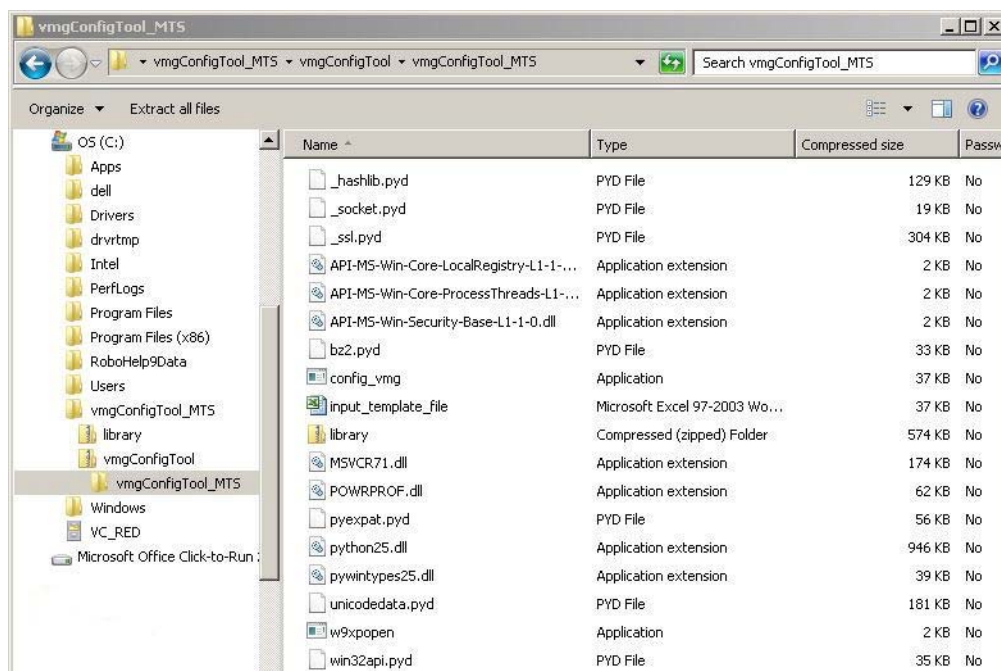 vmgConfigTool_MTS
vmgConfigTool_MTS vmgConfigTool vmgConfigTool_MTS Search vmgConfigTool_MTS
Organize Extract all files
OS (C:)
Apps
dell
Drivers
drvrtmp
Intel
PerfLogs
Program Files
Program Files (x86)
RoboHelp9Data
Users
vmgConfigTool_MTS
library
vmgConfigTool
vmgConfigTool_MTS
Windows
VC_RED
Microsoft Office Click-to-Run
Name Type Compressed size Passw
_hashlib.pyd PYD File 129 KB No
_socket.pyd PYD File 19 KB No
_ssl.pyd PYD File 304 KB No
API-MS-Win-Core-LocalRegistry-L1-1-... Application extension 2 KB No
API-MS-Win-Core-ProcessThreads-L1-... Application extension 2 KB No
API-MS-Win-Security-Base-L1-1-0.dll Application extension 2 KB No
bz2.pyd PYD File 33 KB No
config_vmg Application 37 KB No
input_template_file Microsoft Excel 97-2003 Wo... 37 KB No
library Compressed (zipped) Folder 574 KB No
MSVCR71.dll Application extension 174 KB No
POWRPROF.dll Application extension 62 KB No
pyexpat.pyd PYD File 56 KB No
python25.dll Application extension 946 KB No
pywintypes25.dll Application extension 39 KB No
unicodedata.pyd PYD File 181 KB No
w9xpopen Application 2 KB No
win32api.pyd PYD File 35 KB No